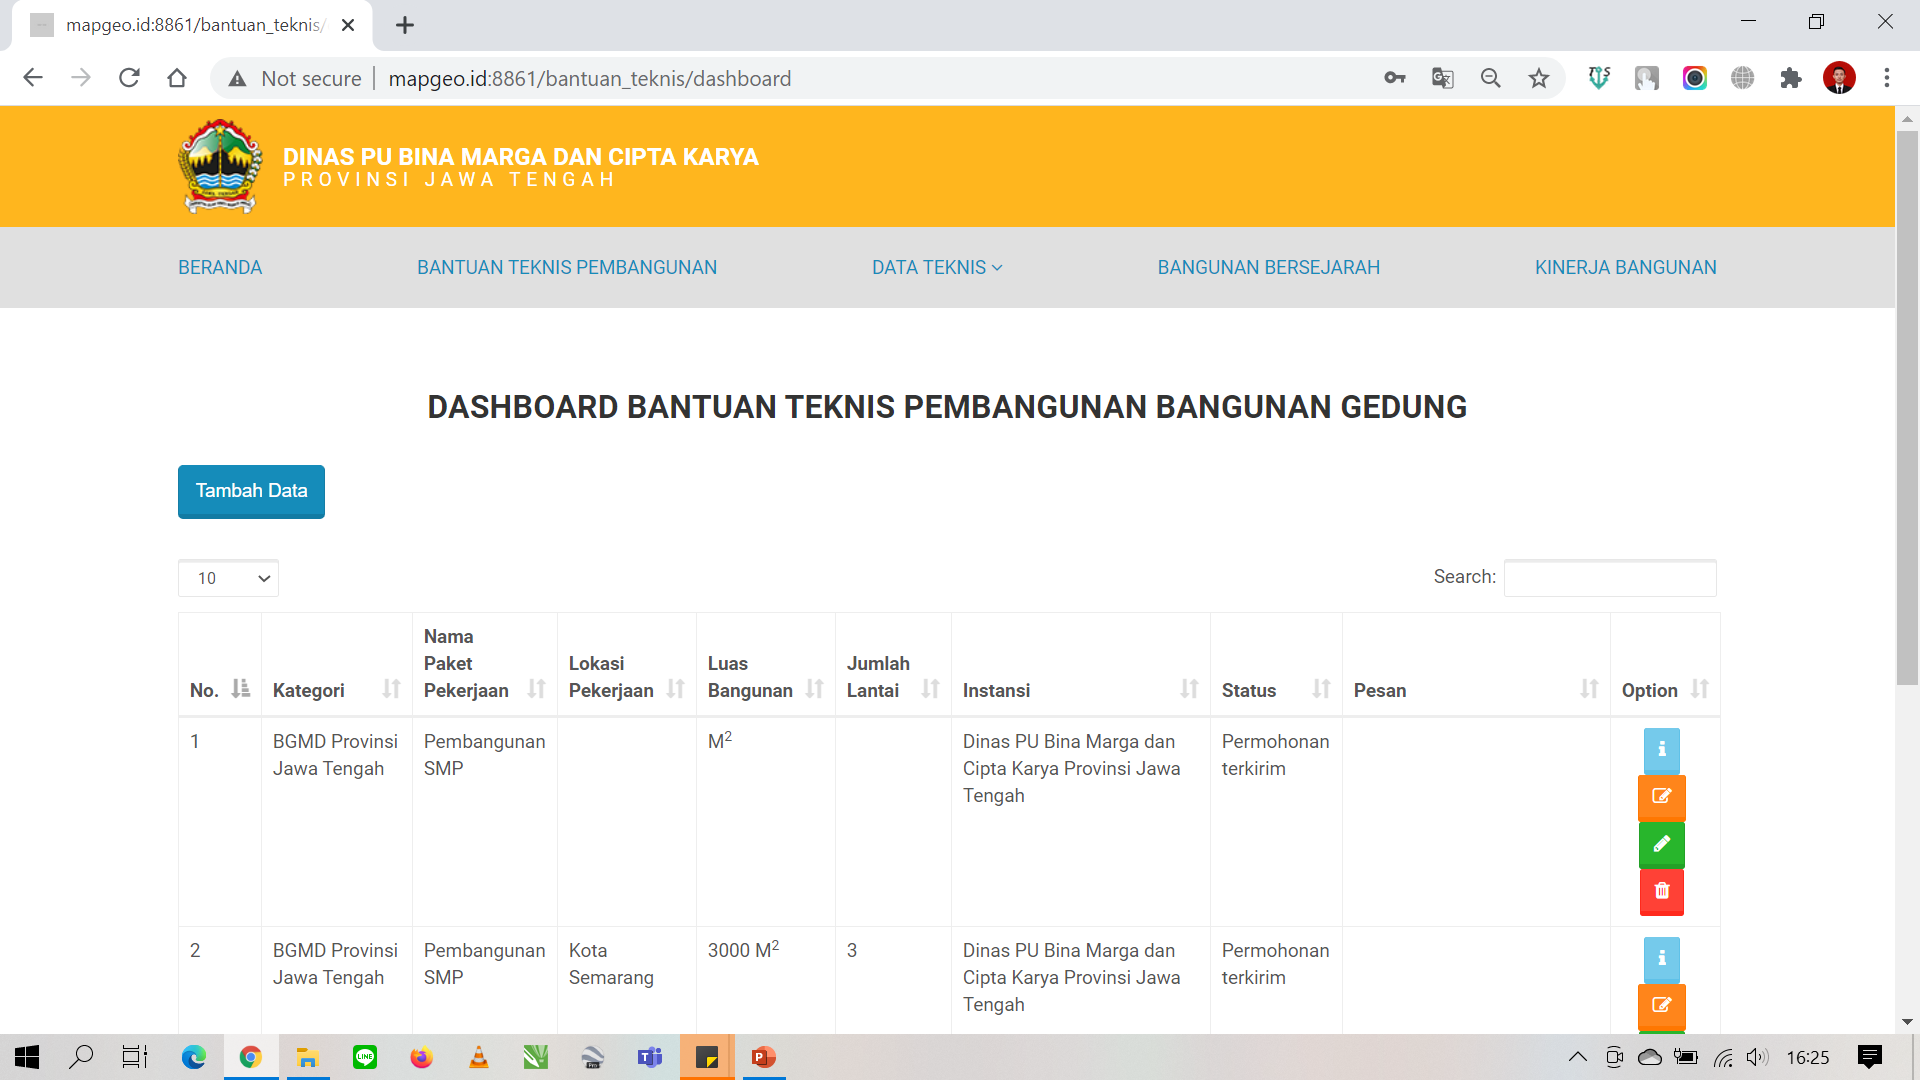 mapgeo.id:8861/bantuan_teknis/
Not secure mapgeo.id:8861/bantuan_teknis/dashboard
DINAS PU BINA MARGA DAN CIPTA KARYA
PROVINSI JAWA TENGAH
BERANDA BANTUAN TEKNIS PEMBANGUNAN DATA TEKNIS BANGUNAN BERSEJARAH KINERJA BANGUNAN
DASHBOARD BANTUAN TEKNIS PEMBANGUNAN BANGUNAN GEDUNG
Tambah Data
10 Search:
No. Kategori Nama Paket Pekerjaan Lokasi Pekerjaan Luas Bangunan Jumlah Lantai Instansi Status Pesan Option
1 BGMD Provinsi Jawa Tengah Pembangunan SMP M² Dinas PU Bina Marga dan Cipta Karya Provinsi Jawa Tengah Permohonan terkirim
2 BGMD Provinsi Jawa Tengah Pembangunan SMP Kota Semarang 3000 M² 3 Dinas PU Bina Marga dan Cipta Karya Provinsi Jawa Tengah Permohonan terkirim
16:25